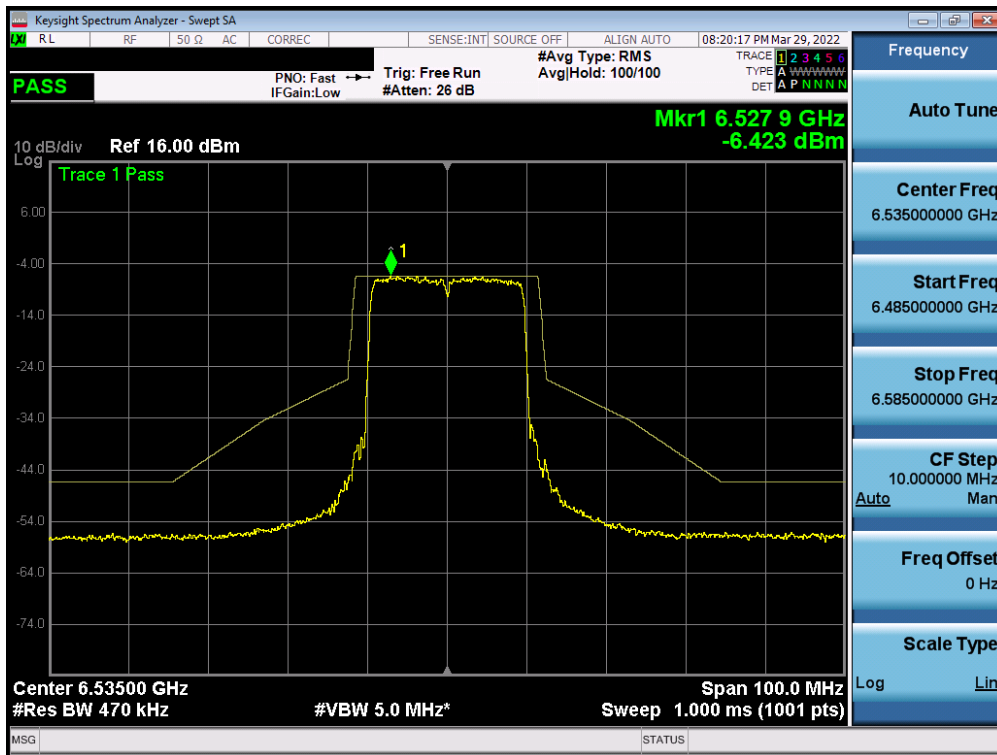 Keysight Spectrum Analyzer - Swept SA
LXI RL RF 50 Ω AC CORREC SENSE:INT SOURCE OFF ALIGN AUTO 08:20:17 PM Mar 29, 2022
PASS
PNO: Fast
IFGain:Low
Trig: Free Run
#Atten: 26 dB
#Avg Type: RMS
Avg|Hold: 100/100
TRACE 1 2 3 4 5 6
TYPE A WWWWW
DET A P N N N N
Mkr1 6.527 9 GHz
-6.423 dBm
10 dB/div Ref 16.00 dBm
Log
Trace 1 Pass
1
6.00
-4.00
-14.0
-24.0
-34.0
-44.0
-54.0
-64.0
-74.0
Center 6.53500 GHz Span 100.0 MHz
#Res BW 470 kHz #VBW 5.0 MHz* Sweep 1.000 ms (1001 pts)
MSG STATUS
Frequency
Auto Tune
Center Freq
6.535000000 GHz
Start Freq
6.485000000 GHz
Stop Freq
6.585000000 GHz
CF Step
10.000000 MHz
Auto Man
Freq Offset
0 Hz
Scale Type
Log Lin